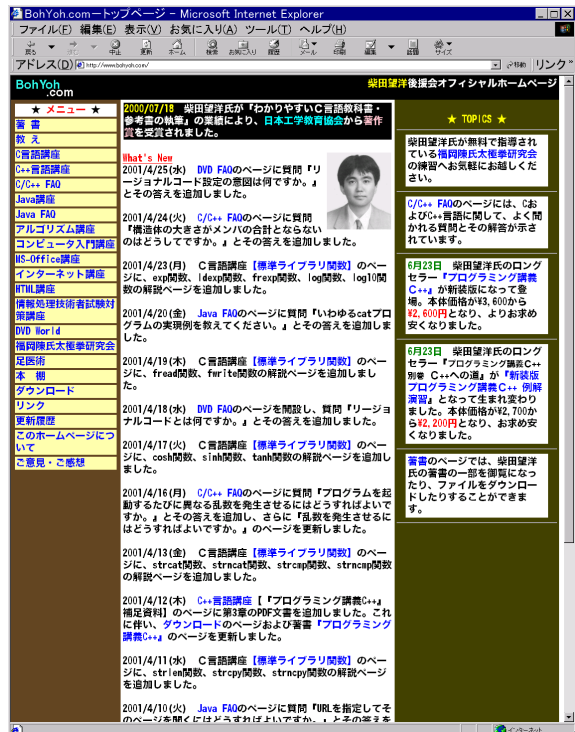 BohYoh.comートップページ - Microsoft Internet Explorer
ファイル(F) 編集(E) 表示(V) お気に入り(A) ツール(T) ヘルプ(H)
戻る 中止 更新 ホーム 検索 お気に入り 履歴 メール 印刷 編集 話題 サイズ
アドレス(D) http://www.bohyoh.com/ 移動 リンク »
BohYoh
.com
柴田望洋後援会オフィシャルホームページ
★ メニュー ★
著 書
教 え
C言語講座
C++言語講座
C/C++ FAQ
Java講座
Java FAQ
アルゴリズム講座
コンピュータ入門講座
MS-Office講座
インターネット講座
HTML講座
情報処理技術者試験対
策講座
DVD World
福岡陳氏太極拳研究会
足医術
本 棚
ダウンロード
リンク
更新履歴
このホームページにつ
いて
ご意見・ご感想
2000/07/18 柴田望洋氏が『わかりやすいC言語教科書・
参考書の執筆』の業績により、日本工学教育協会から著作
賞を受賞されました。
What's New
2001/4/25(水) DVD FAQのページに質問『リ
ージョナルコード設定の意図は何ですか。』
とその答えを追加しました。
2001/4/24(火) C/C++ FAQのページに質問
『構造体の大きさがメンバの合計とならない
のはどうしてですか。』とその答えを追加しました。
2001/4/23(月) C言語講座【標準ライブラリ関数】のペー
ジに、exp関数、ldexp関数、frexp関数、log関数、log10関
数の解説ページを追加しました。
2001/4/20(金) Java FAQのページに質問『いわゆるcatプロ
グラムの実現例を教えてください。』とその答えを追加しま
した。
2001/4/19(木) C言語講座【標準ライブラリ関数】のペー
ジに、fread関数、fwrite関数の解説ページを追加しまし
た。
2001/4/18(水) DVD FAQのページを開設し、質問『リージョ
ナルコードとは何ですか。』とその答えを追加しました。
2001/4/17(火) C言語講座【標準ライブラリ関数】のペー
ジに、cosh関数、sinh関数、tanh関数の解説ページを追加し
ました。
2001/4/16(月) C/C++ FAQのページに質問『プログラムを起
動するたびに異なる乱数を発生させるにはどうすればよいで
すか。』とその答えを追加し、さらに『乱数を発生させるに
はどうすればよいですか。』のページを更新しました。
2001/4/13(金) C言語講座【標準ライブラリ関数】のペー
ジに、strcat関数、strncat関数、strcmp関数、strncmp関数
の解説ページを追加しました。
2001/4/12(木) C++言語講座【『プログラミング講義C++』
補足資料】のページに第3章のPDF文書を追加しました。これ
に伴い、ダウンロードのページおよび著書『プログラミング
講義C++』のページを更新しました。
2001/4/11(水) C言語講座【標準ライブラリ関数】のペー
ジに、strlen関数、strcpy関数、strncpy関数の解説ページ
を追加しました。
2001/4/10(火) Java FAQのページに質問『URLを指定してそ
のページを開くにはどうすればよいですか。』とその答えを
★ TOPICS ★
柴田望洋氏が無料で指導され
ている福岡陳氏太極拳研究会
の練習へお気軽にお越しくだ
さい。
C/C++ FAQのページには、Cお
よびC++言語に関して、よく聞
かれる質問とその解答が示さ
れています。
6月23日 柴田望洋氏のロング
セラー『プログラミング講義
C++』が新装版になって登
場。本体価格が¥3,600から
¥2,600円となり、よりお求め
安くなりました。
6月23日 柴田望洋氏のロング
セラー『プログラミング講義C++
別巻 C++への道』が『新装版
プログラミング講義C++ 例解
演習』となって生まれ変わり
ました。本体価格が¥2,700か
ら¥2,200円となり、お求め安
くなりました。
著書のページでは、柴田望洋
氏の著書の一部を御覧になっ
たり、ファイルをダウンロー
ドしたりすることができま
す。
インターネット